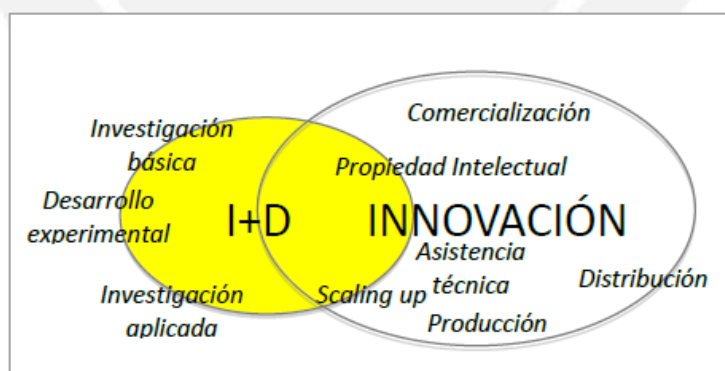 Comercialización
Investigación
básica
Propiedad Intelectual
Desarrollo
experimental
I+D
INNOVACIÓN
Asistencia
técnica
Distribución
Investigación
aplicada
Scaling up
Producción